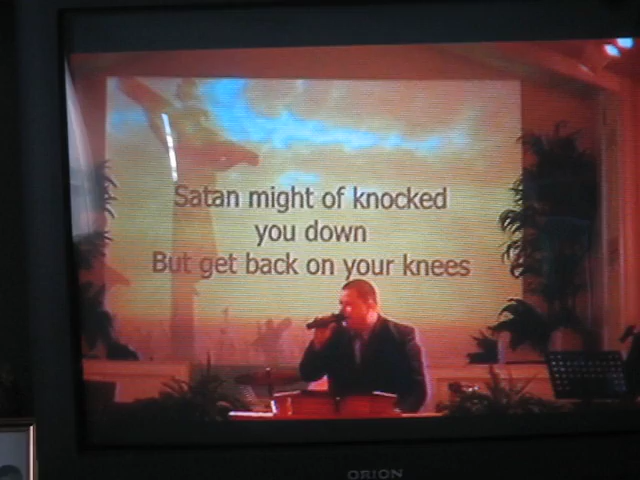 Satan might of knocked
you down
But get back on your knees
ORION